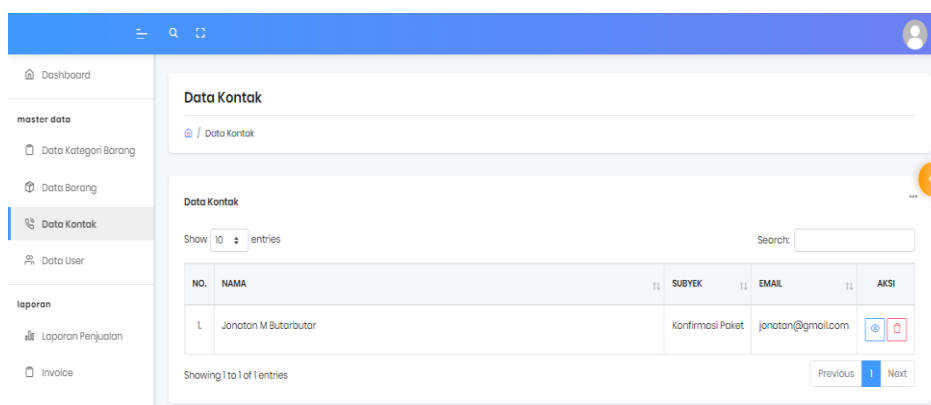 Dashboard
master data
Data Kategori Barang
Data Barang
Data Kontak
Data User
laporan
Laporan Penjualan
Invoice
Data Kontak
/ Data Kontak
Data Kontak
Show 10 entries
Search:
NO. NAMA SUBYEK EMAIL AKSI
1. Jonatan M Butarbutar Konfirmasi Paket jonatan@gmail.com
Showing 1 to 1 of 1 entries
Previous 1 Next